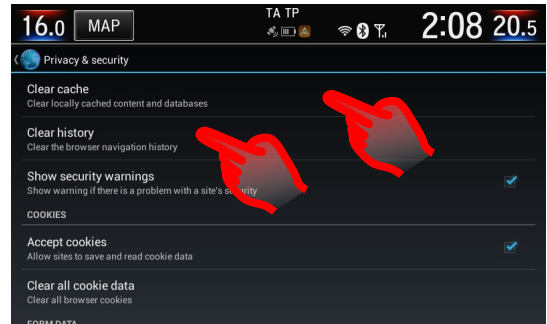 16.0 MAP TA TP 2:08 20.5
Privacy & security
Clear cache
Clear locally cached content and databases
Clear history
Clear the browser navigation history
Show security warnings
Show warning if there is a problem with a site's security
COOKIES
Accept cookies
Allow sites to save and read cookie data
Clear all cookie data
Clear all browser cookies
FORM DATA